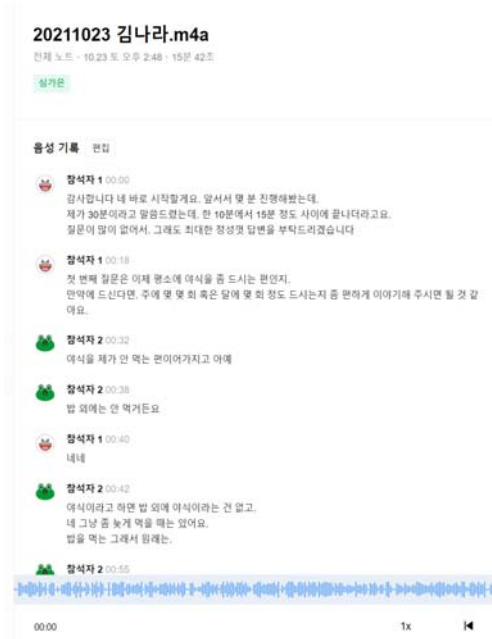 20211023 김나라.m4a
전체 노트 · 10.23 토 오후 2:48 · 15분 42초
심가은
음성 기록 편집
참석자 1 00:00
감사합니다 네 바로 시작할게요. 앞서서 몇 분 진행해봤는데.
제가 30분이라고 말씀드렸는데. 한 10분에서 15분 정도 사이에 끝나더라고요.
질문이 많이 없어서. 그래도 최대한 정성껏 답변을 부탁드리겠습니다
참석자 1 00:18
첫 번째 질문은 이제 평소에 야식을 좀 드시는 편인지.
만약에 드신다면. 주에 몇 몇 회 혹은 달에 몇 회 정도 드시는지 좀 편하게 이야기해 주시면 될 것 같
아요.
참석자 2 00:32
야식을 제가 안 먹는 편이어가지고 아예
참석자 2 00:38
밥 외에는 안 먹거든요
참석자 1 00:40
네네
참석자 2 00:42
야식이라고 하면 밥 외에 야식이라는 건 없고.
네 그냥 좀 늦게 먹을 때는 있어요.
밥을 먹는 그래서 원래는.
참석자 2 00:55
00:00 1x